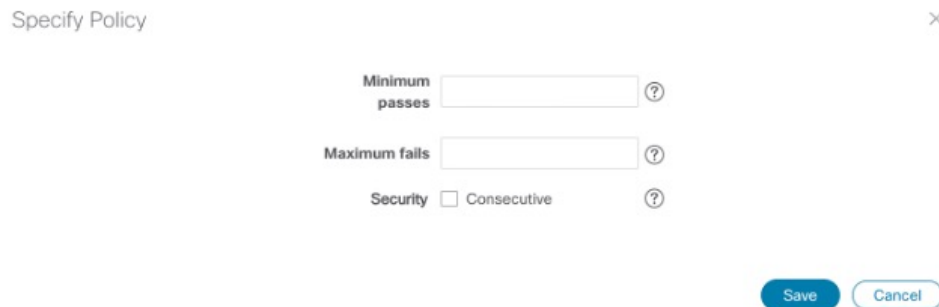 Specify Policy
Minimum
passes
Maximum fails
Security Consecutive
Save Cancel